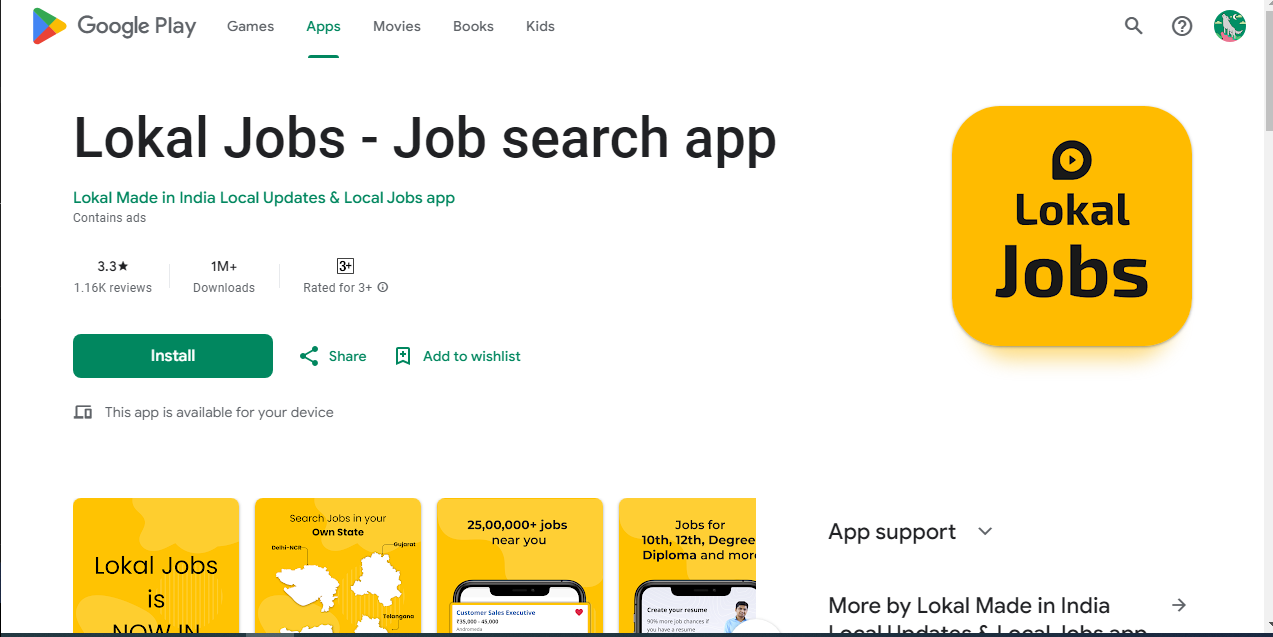 Google Play
Games
Apps
Movies
Books
Kids
Lokal Jobs - Job search app
Lokal Made in India Local Updates & Local Jobs app
Contains ads
3.3★
1.16K reviews
1M+
Downloads
3+
Rated for 3+
Install
Share
Add to wishlist
This app is available for your device
Lokal
Jobs
Lokal Jobs
is
NOW IN
Search Jobs in your
Own State
Delhi-NCR
Gujarat
Telangana
25,00,000+ jobs
near you
Customer Sales Executive
₹35,000 - 45,000
Andromeda
Jobs for
10th, 12th, Degree
Diploma and more
Create your resume
90% more job chances if
you have a resume
App support
More by Lokal Made in India
Local Updates & Local Jobs app